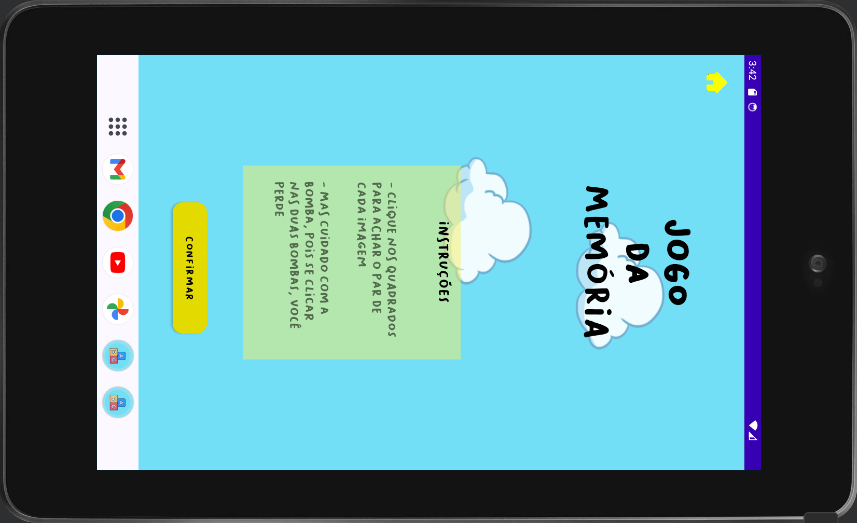 3:42
JOGO
DA
MEMÓRIA
INSTRUÇÕES
- CLIQUE NOS QUADRADOS
PARA ACHAR O PAR DE
CADA IMAGEM
- MAS CUIDADO COM A
BOMBA, POIS SE CLICAR
NAS DUAS BOMBAS, VOCÊ
PERDE
CONFIRMAR